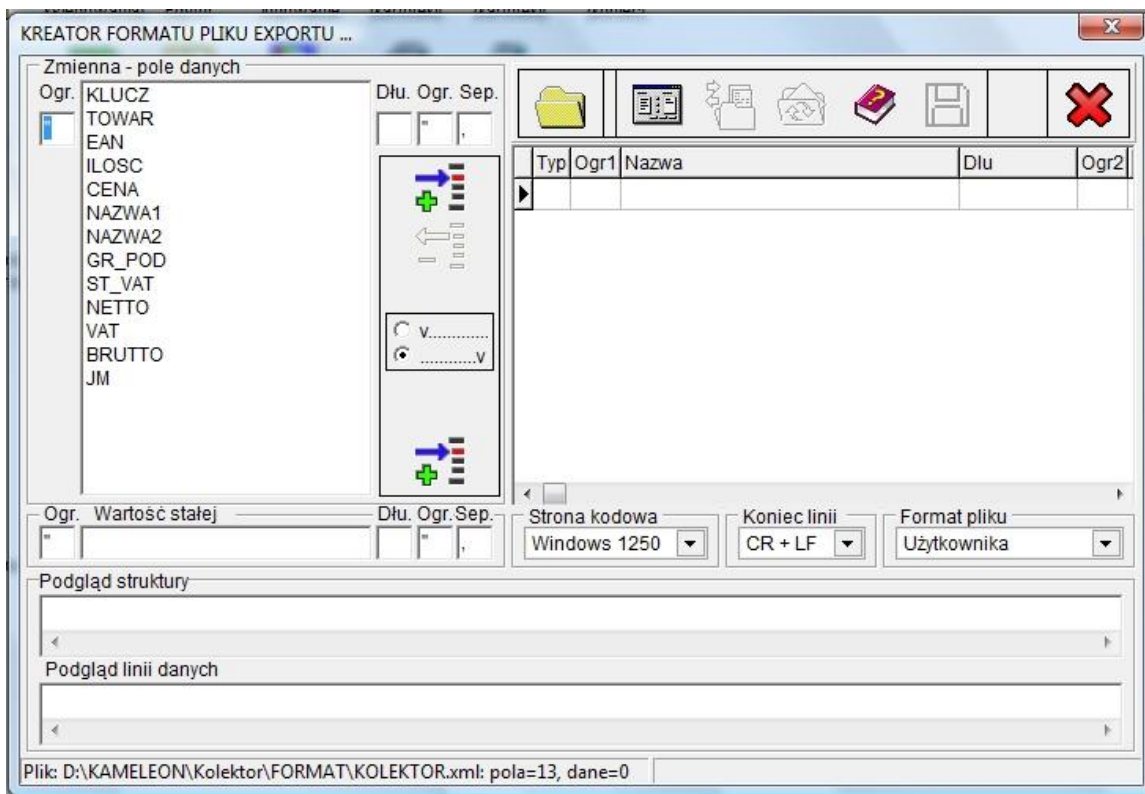 KREATOR FORMATU PLIKU EXPORTU ...
Zmienna - pole danych
Ogr.
"
KLUCZ
TOWAR
EAN
ILOSC
CENA
NAZWA1
NAZWA2
GR_POD
ST_VAT
NETTO
VAT
BRUTTO
JM
Dłu. Ogr. Sep.
" ,
v............
...........v
Typ Ogr1 Nazwa Dlu Ogr2
Ogr. Wartość stałej Dłu. Ogr. Sep.
" " ,
Strona kodowa Koniec linii Format pliku
Windows 1250 CR + LF Użytkownika
Podgląd struktury
Podgląd linii danych
Plik: D:\KAMELEON\Kolektor\FORMAT\KOLEKTOR.xml: pola=13, dane=0